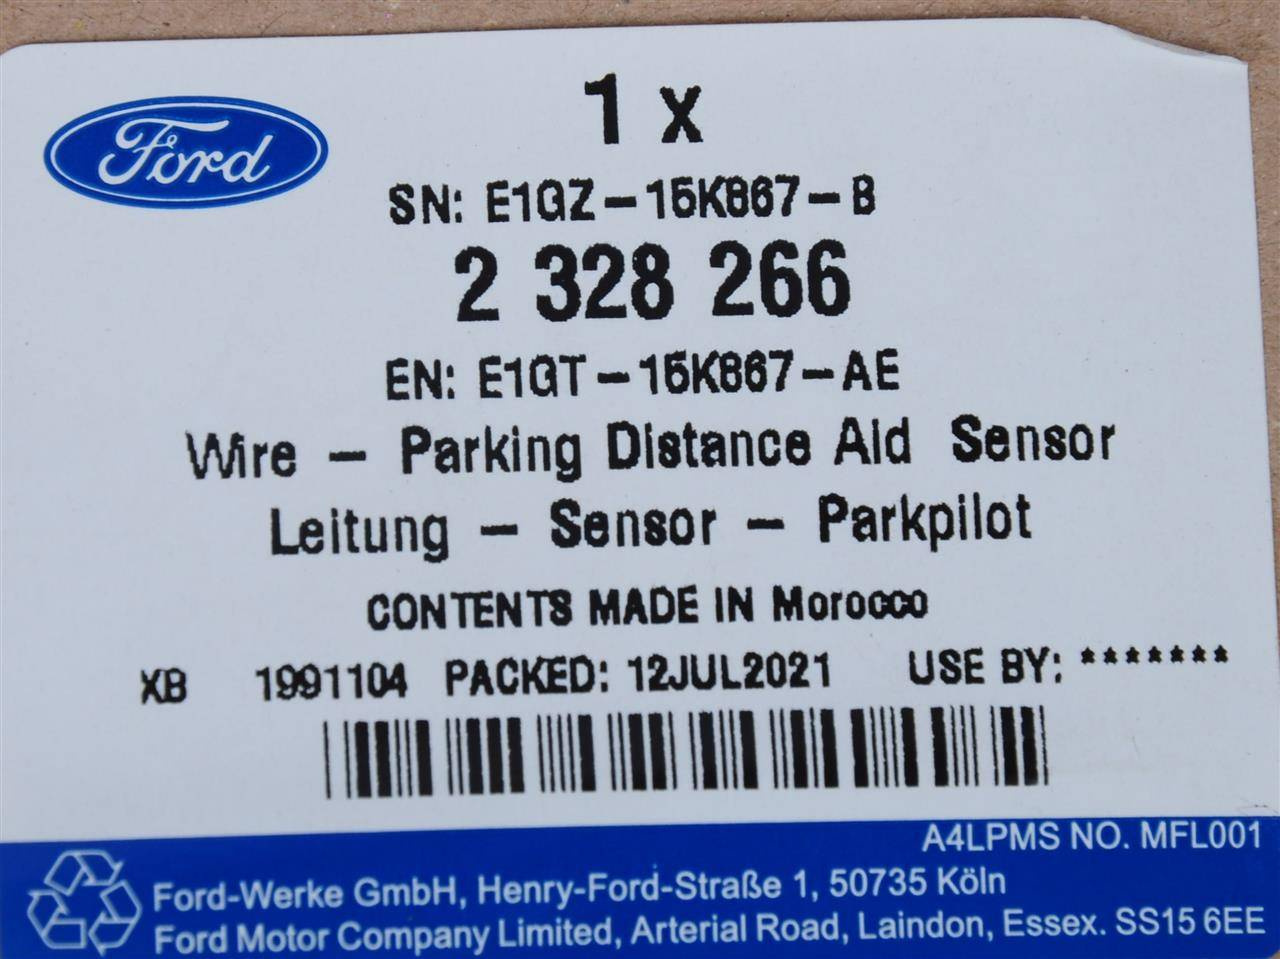 Ford
1 x
SN: E1GZ-15K867-B
2 328 266
EN: E1GT-15K867-AE
Wire - Parking Distance Aid Sensor
Leitung - Sensor - Parkpilot
CONTENTS MADE IN Morocco
XB 1991104 PACKED: 12JUL2021 USE BY: *******
A4LPMS NO. MFL001
Ford-Werke GmbH, Henry-Ford-Straße 1, 50735 Köln
Ford Motor Company Limited, Arterial Road, Laindon, Essex. SS15 6EE